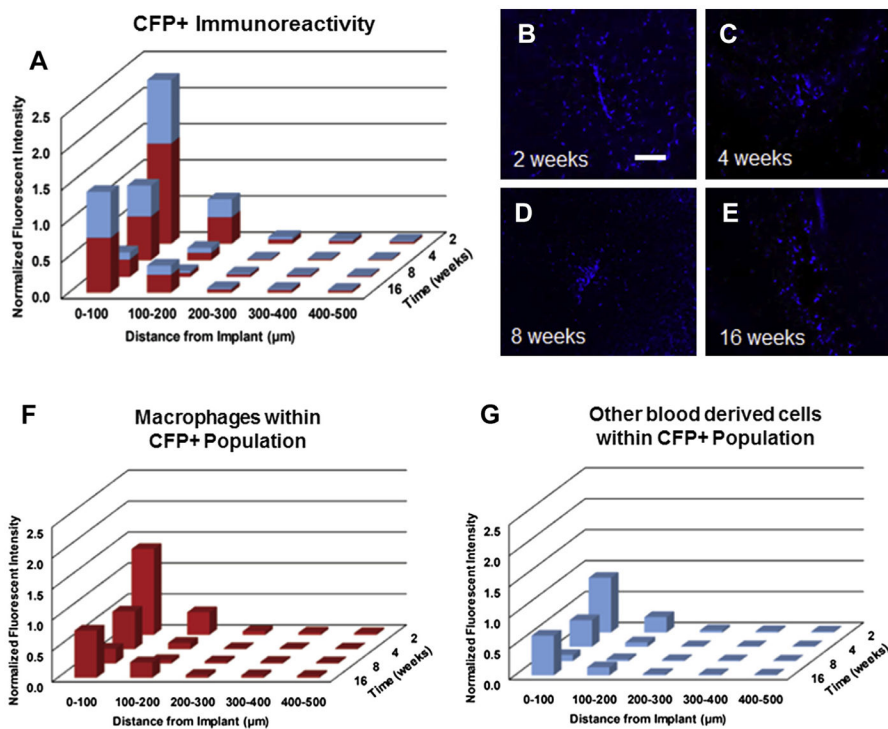 CFP+ Immunoreactivity
A
Normalized Fluorescent Intensity
2.5
2.0
1.5
1.0
0.5
0.0
0-100 100-200 200-300 300-400 400-500
Distance from Implant (µm)
16 8 4 2
Time (weeks)
B
2 weeks
C
4 weeks
D
8 weeks
E
16 weeks
F
Macrophages within
CFP+ Population
Normalized Fluorescent Intensity
2.5
2.0
1.5
1.0
0.5
0.0
0-100 100-200 200-300 300-400 400-500
Distance from Implant (µm)
16 8 4 2
Time (weeks)
G
Other blood derived cells
within CFP+ Population
Normalized Fluorescent Intensity
2.5
2.0
1.5
1.0
0.5
0.0
0-100 100-200 200-300 300-400 400-500
Distance from Implant (µm)
16 8 4 2
Time (weeks)